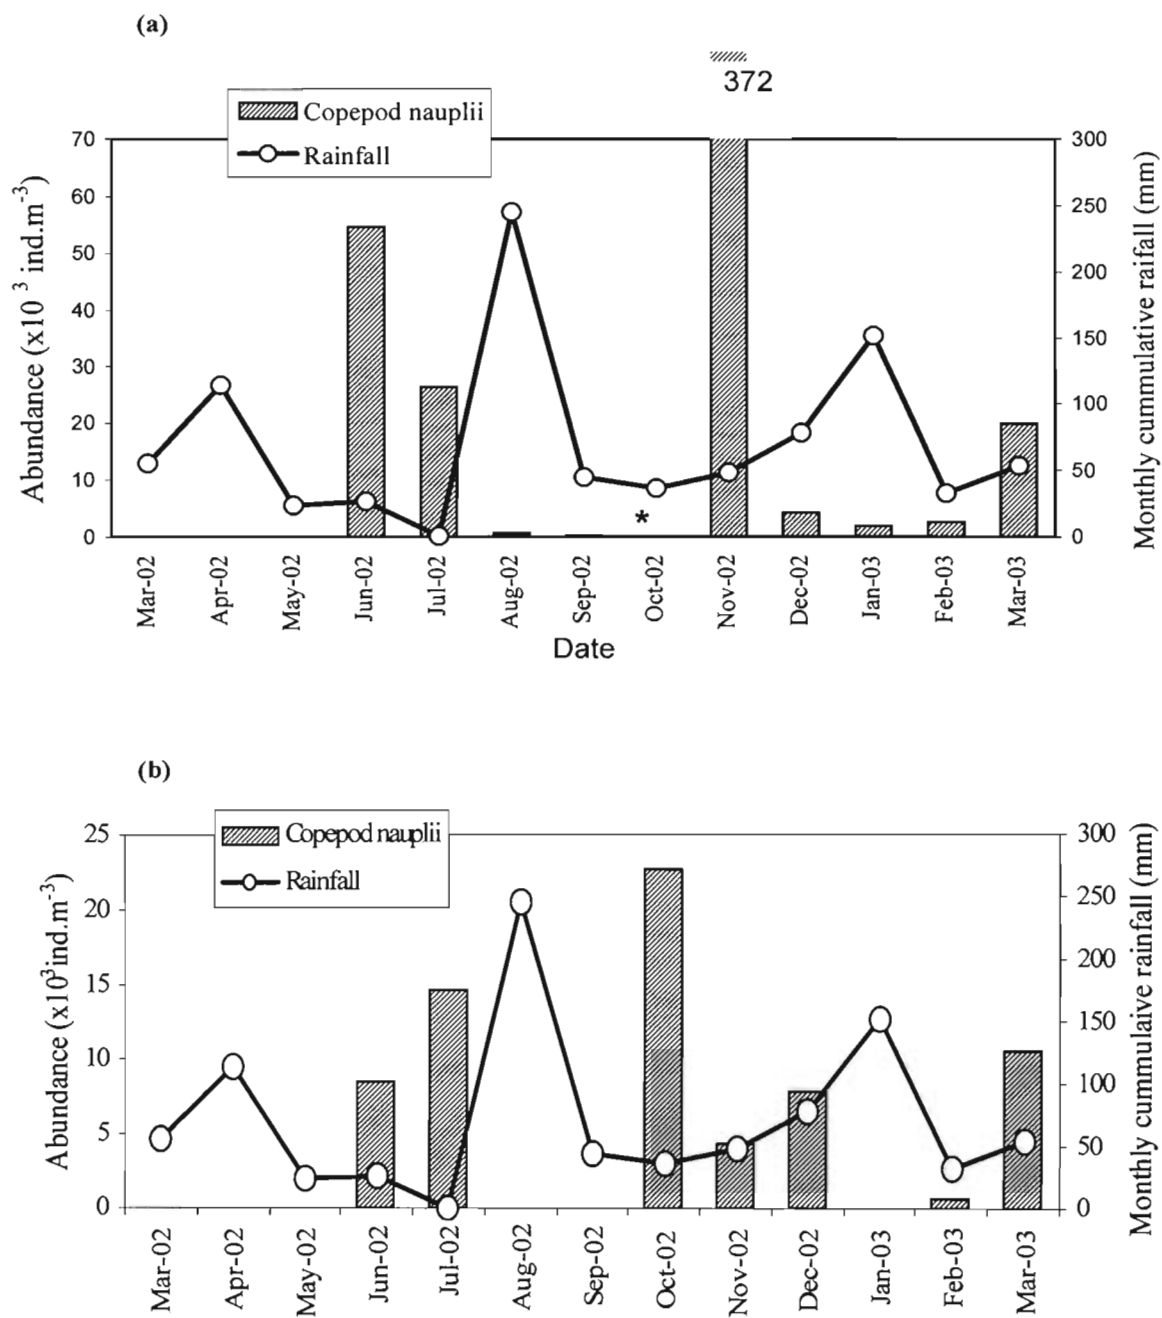 (a)
372
Copepod nauplii
Rainfall
Abundance (x10 3 ind.m-3)
70
60
50
40
30
20
10
0
300
250
200
150
100
50
0
Monthly cummulative raifall (mm)
*
Mar-02
Apr-02
May-02
Jun-02
Jul-02
Aug-02
Sep-02
Oct-02
Nov-02
Dec-02
Jan-03
Feb-03
Mar-03
Date
(b)
Copepod nauplii
Rainfall
Abundance (x103ind.m-3)
25
20
15
10
5
0
300
250
200
150
100
50
0
Monthly cummulaive rainfall (mm)
Mar-02
Apr-02
May-02
Jun-02
Jul-02
Aug-02
Sep-02
Oct-02
Nov-02
Dec-02
Jan-03
Feb-03
Mar-03